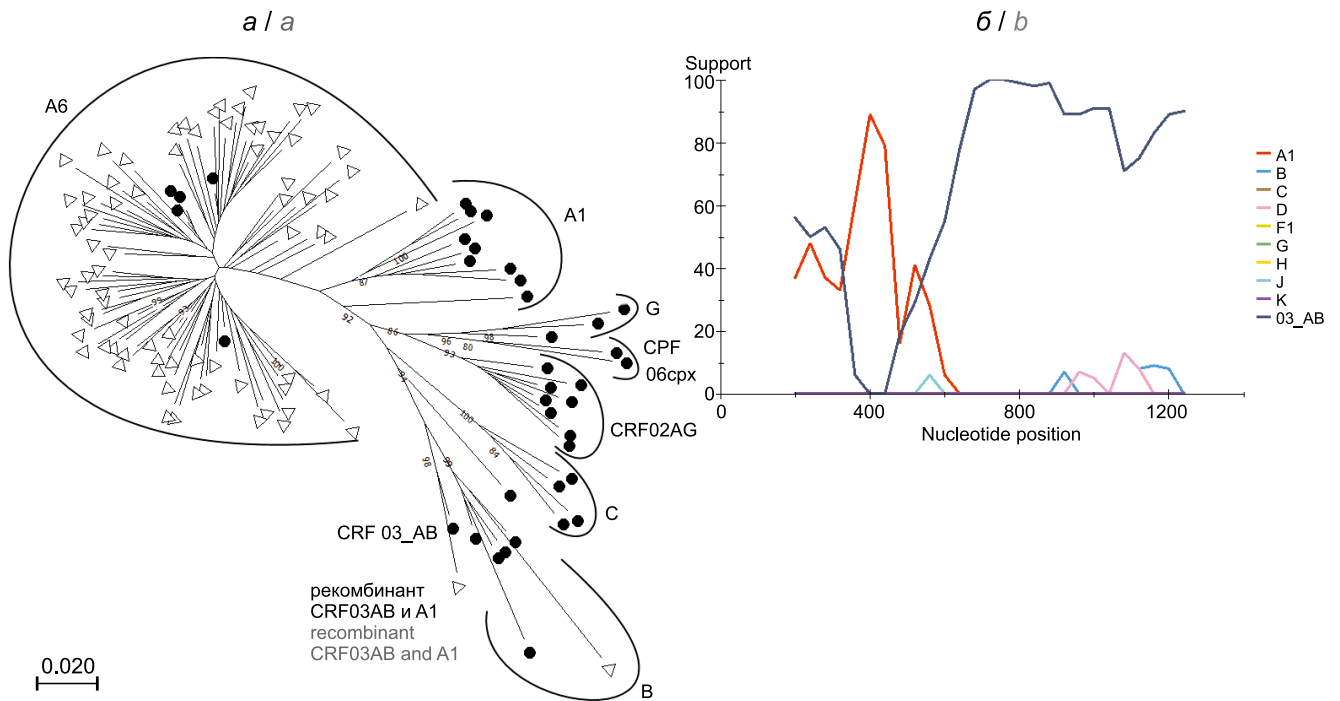 а / a
A6
A1
G
CPF
06cpx
CRF02AG
C
CRF 03_AB
рекомбинант
CRF03AB и A1
recombinant
CRF03AB and A1
B
0.020
100
87
92
86
96
98
80
93
94
100
84
98
99
99
93
100
б / b
Support
100
80
60
40
20
0
0
400
800
1200
Nucleotide position
A1
B
C
D
F1
G
H
J
K
03_AB